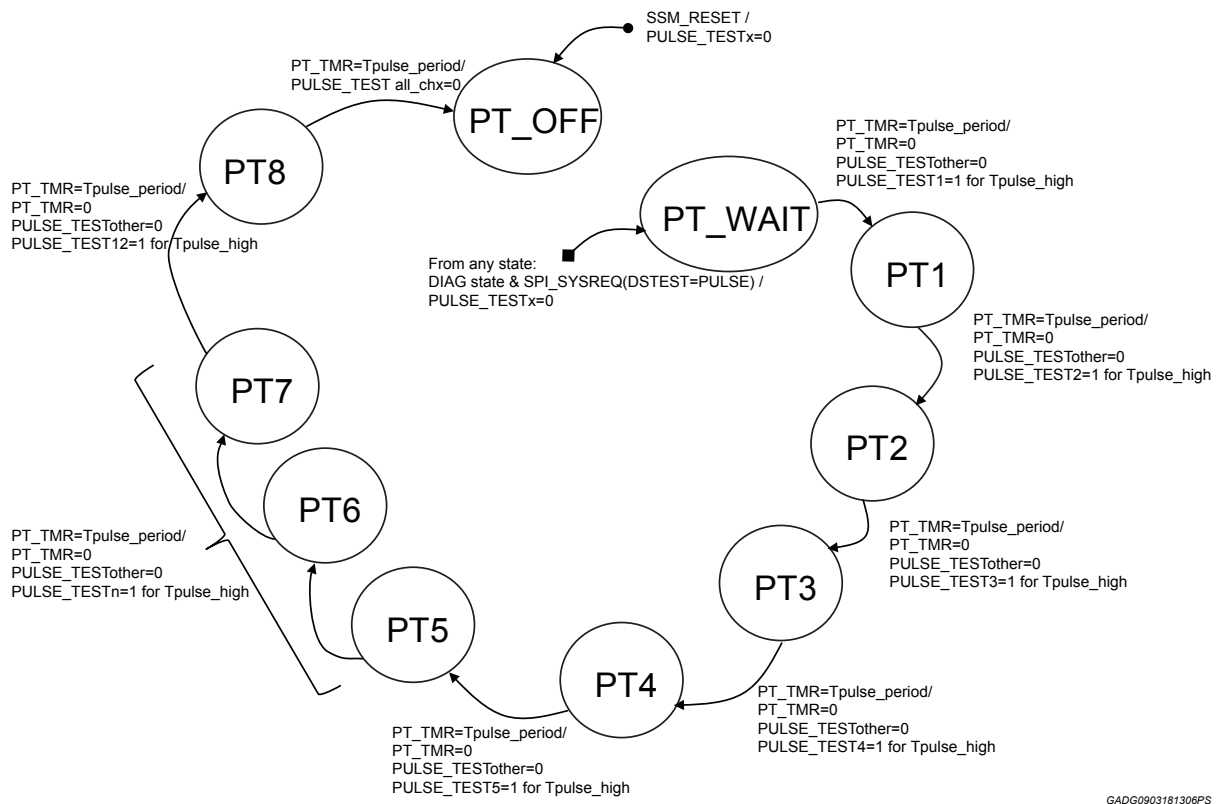 SSM_RESET /
PULSE_TESTx=0
PT_TMR=Tpulse_period/
PULSE_TEST all_chx=0
PT_OFF
PT_TMR=Tpulse_period/
PT_TMR=0
PULSE_TESTother=0
PULSE_TEST1=1 for Tpulse_high
PT8
PT_WAIT
PT_TMR=Tpulse_period/
PT_TMR=0
PULSE_TESTother=0
PULSE_TEST12=1 for Tpulse_high
From any state:
DIAG state & SPI_SYSREQ(DSTEST=PULSE) /
PULSE_TESTx=0
PT1
PT_TMR=Tpulse_period/
PT_TMR=0
PULSE_TESTother=0
PULSE_TEST2=1 for Tpulse_high
PT7
PT2
PT6
PT_TMR=Tpulse_period/
PT_TMR=0
PULSE_TESTother=0
PULSE_TESTn=1 for Tpulse_high
PT_TMR=Tpulse_period/
PT_TMR=0
PULSE_TESTother=0
PULSE_TEST3=1 for Tpulse_high
PT3
PT5
PT4
PT_TMR=Tpulse_period/
PT_TMR=0
PULSE_TESTother=0
PULSE_TEST4=1 for Tpulse_high
PT_TMR=Tpulse_period/
PT_TMR=0
PULSE_TESTother=0
PULSE_TEST5=1 for Tpulse_high
GADG0903181306PS